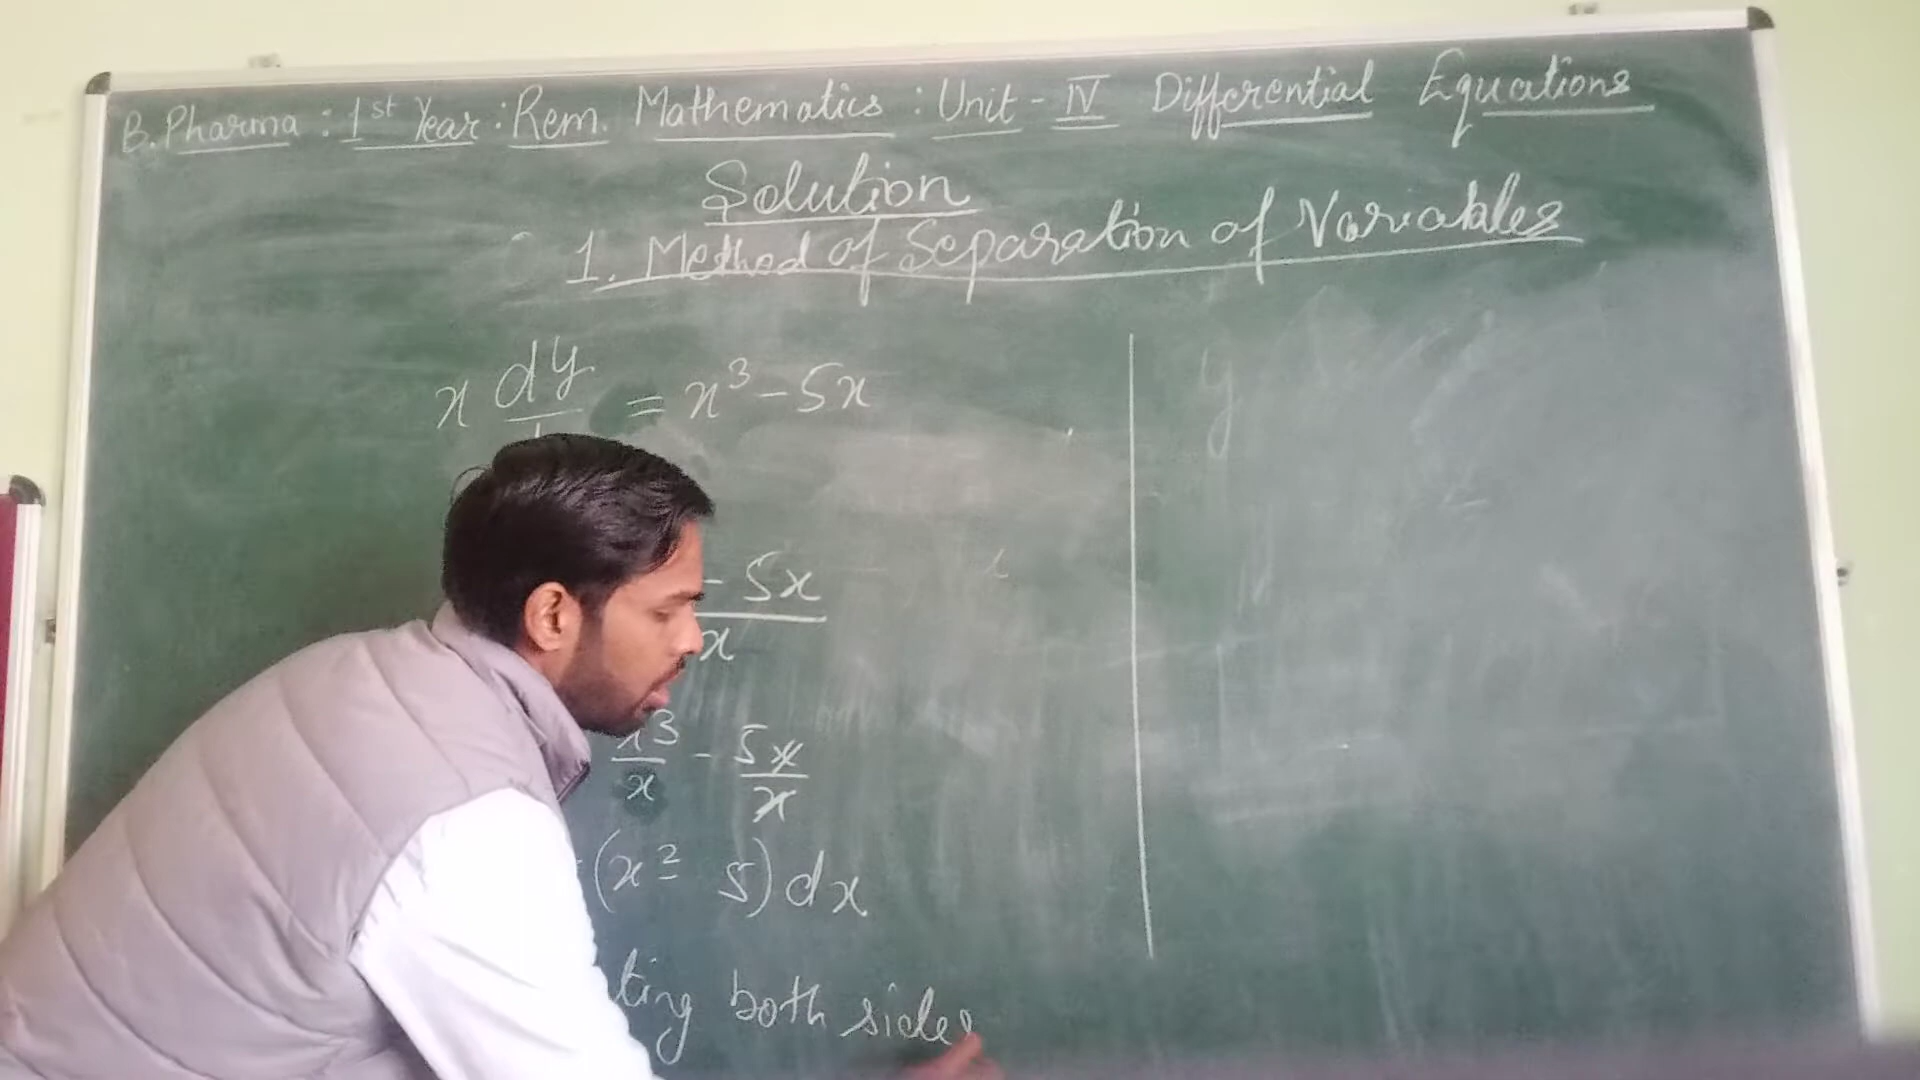 B. Pharma : 1st Year : Rem. Mathematics : Unit - IV Differential Equations
Solution
1. Method of Separation of Variables
x dy = x³ - 5x
- 5x
x
x³/x - 5x/x
(x² 5) dx
ting both sides